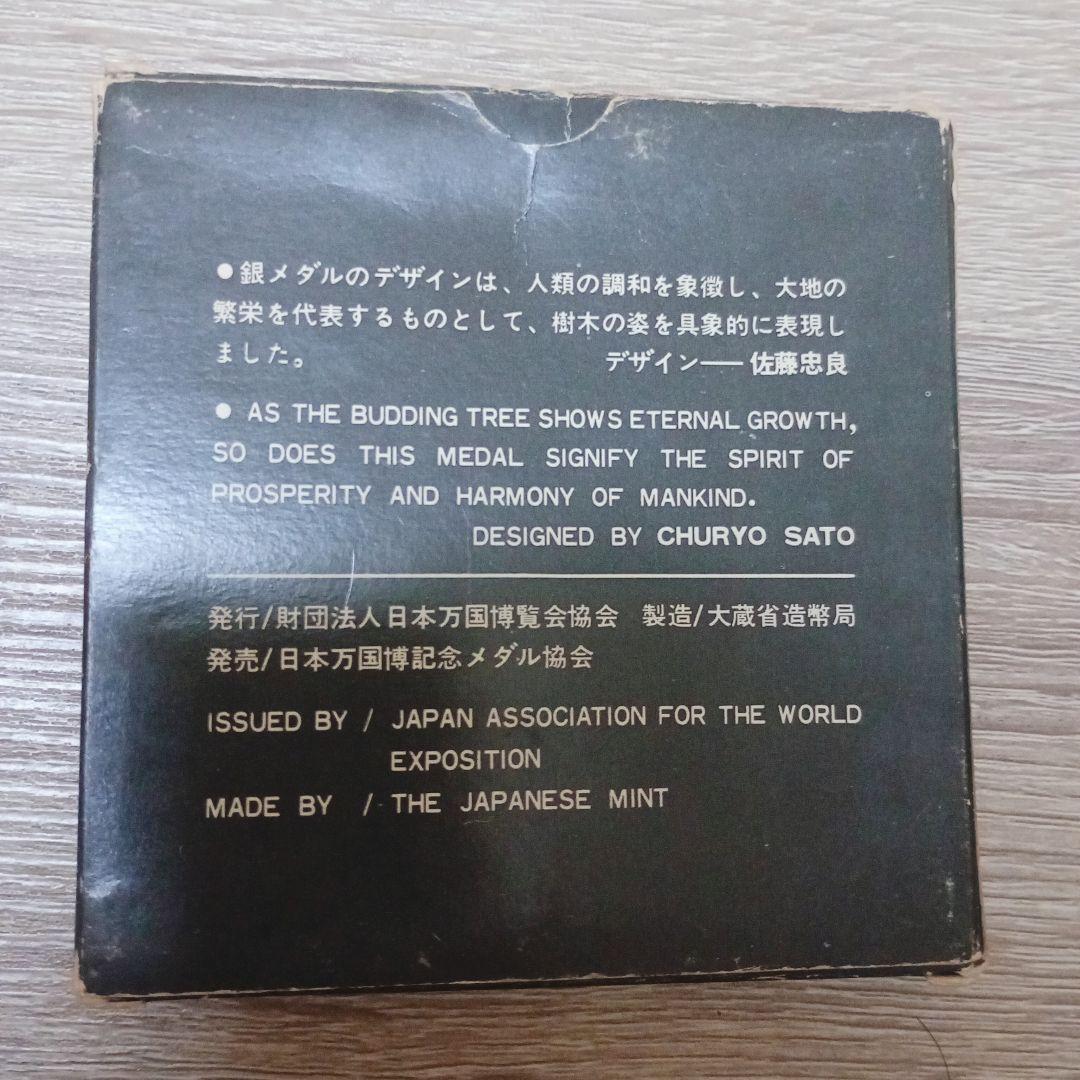 ●銀メダルのデザインは、人類の調和を象徴し、大地の
繁栄を代表するものとして、樹木の姿を具象的に表現し
ました。 デザイン——佐藤忠良
● AS THE BUDDING TREE SHOWS ETERNAL GROWTH,
SO DOES THIS MEDAL SIGNIFY THE SPIRIT OF
PROSPERITY AND HARMONY OF MANKIND.
DESIGNED BY CHURYO SATO
発行/財団法人日本万国博覧会協会 製造/大蔵省造幣局
発売/日本万国博記念メダル協会
ISSUED BY / JAPAN ASSOCIATION FOR THE WORLD
EXPOSITION
MADE BY / THE JAPANESE MINT